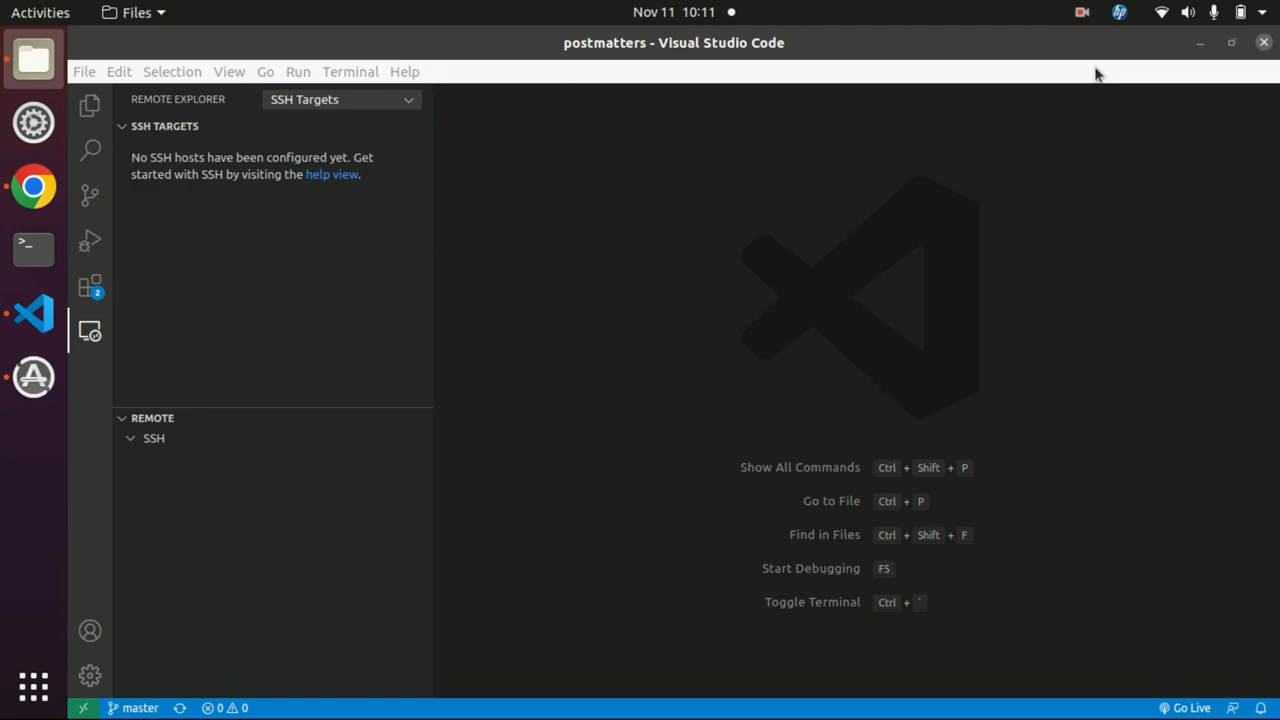 Activities
Files
Nov 11 10:11
hp
postmatters - Visual Studio Code
File Edit Selection View Go Run Terminal Help
REMOTE EXPLORER
SSH Targets
SSH TARGETS
No SSH hosts have been configured yet. Get
started with SSH by visiting the help view.
2
REMOTE
SSH
Show All Commands Ctrl + Shift + P
Go to File Ctrl + P
Find in Files Ctrl + Shift + F
Start Debugging F5
Toggle Terminal Ctrl + `
master
0 0
Go Live